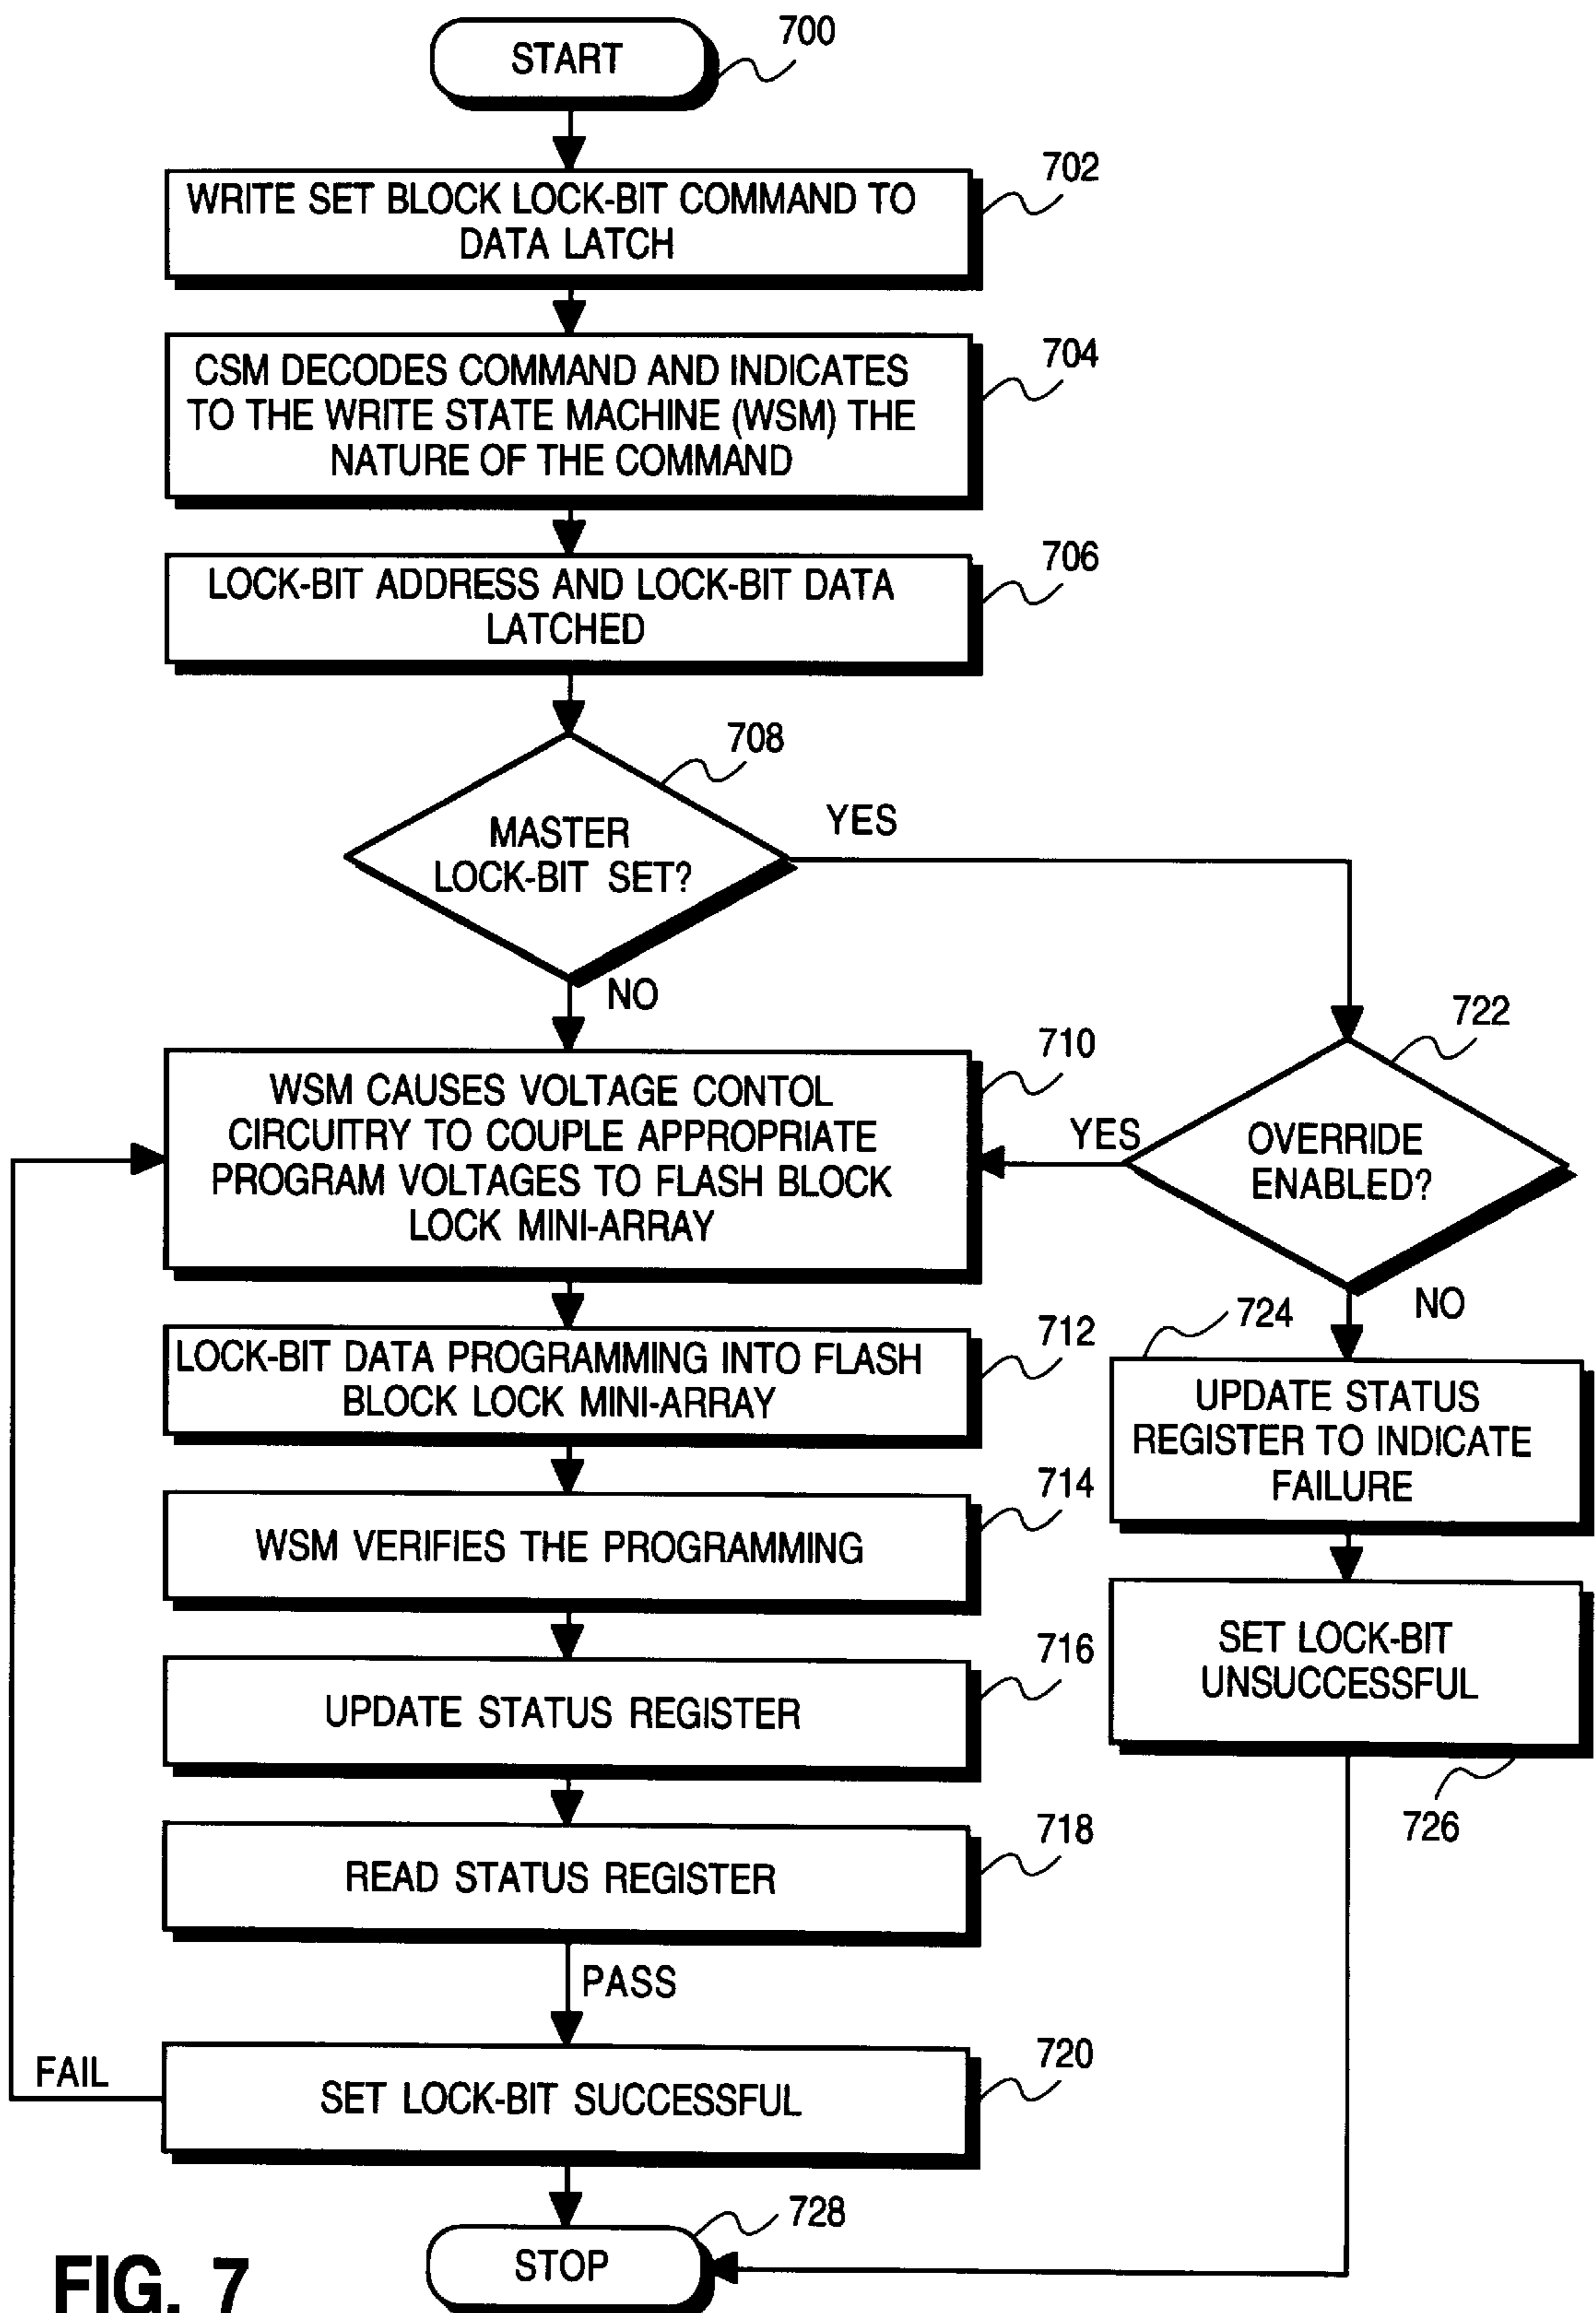 START
700
WRITE SET BLOCK LOCK-BIT COMMAND TO
DATA LATCH
702
CSM DECODES COMMAND AND INDICATES
TO THE WRITE STATE MACHINE (WSM) THE
NATURE OF THE COMMAND
704
LOCK-BIT ADDRESS AND LOCK-BIT DATA
LATCHED
706
MASTER
LOCK-BIT SET?
708
YES
NO
WSM CAUSES VOLTAGE CONTOL
CIRCUITRY TO COUPLE APPROPRIATE
PROGRAM VOLTAGES TO FLASH BLOCK
LOCK MINI-ARRAY
710
YES
OVERRIDE
ENABLED?
722
NO
LOCK-BIT DATA PROGRAMMING INTO FLASH
BLOCK LOCK MINI-ARRAY
712
724
UPDATE STATUS
REGISTER TO INDICATE
FAILURE
WSM VERIFIES THE PROGRAMMING
714
SET LOCK-BIT
UNSUCCESSFUL
726
UPDATE STATUS REGISTER
716
READ STATUS REGISTER
718
PASS
FAIL
SET LOCK-BIT SUCCESSFUL
720
STOP
728
FIG. 7